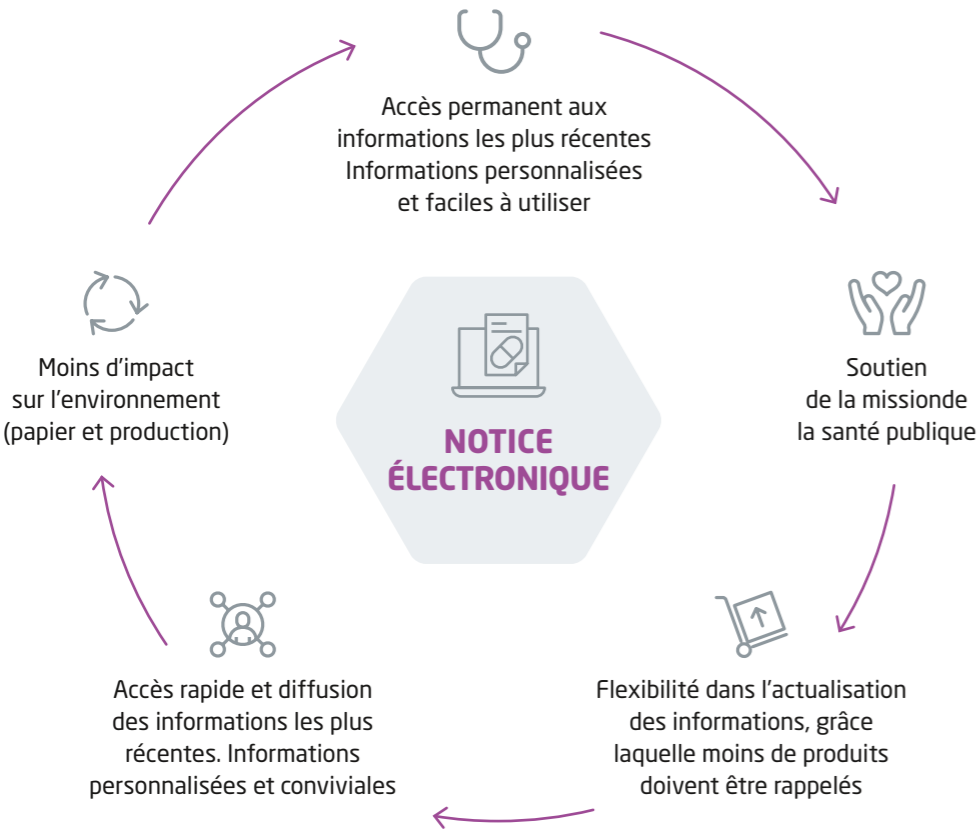 Accès permanent aux
informations les plus récentes
Informations personnalisées
et faciles à utiliser
Soutien
de la missionde
la santé publique
Flexibilité dans l'actualisation
des informations, grâce
laquelle moins de produits
doivent être rappelés
Accès rapide et diffusion
des informations les plus
récentes. Informations
personnalisées et conviviales
Moins d'impact
sur l'environnement
(papier et production)
NOTICE
ÉLECTRONIQUE